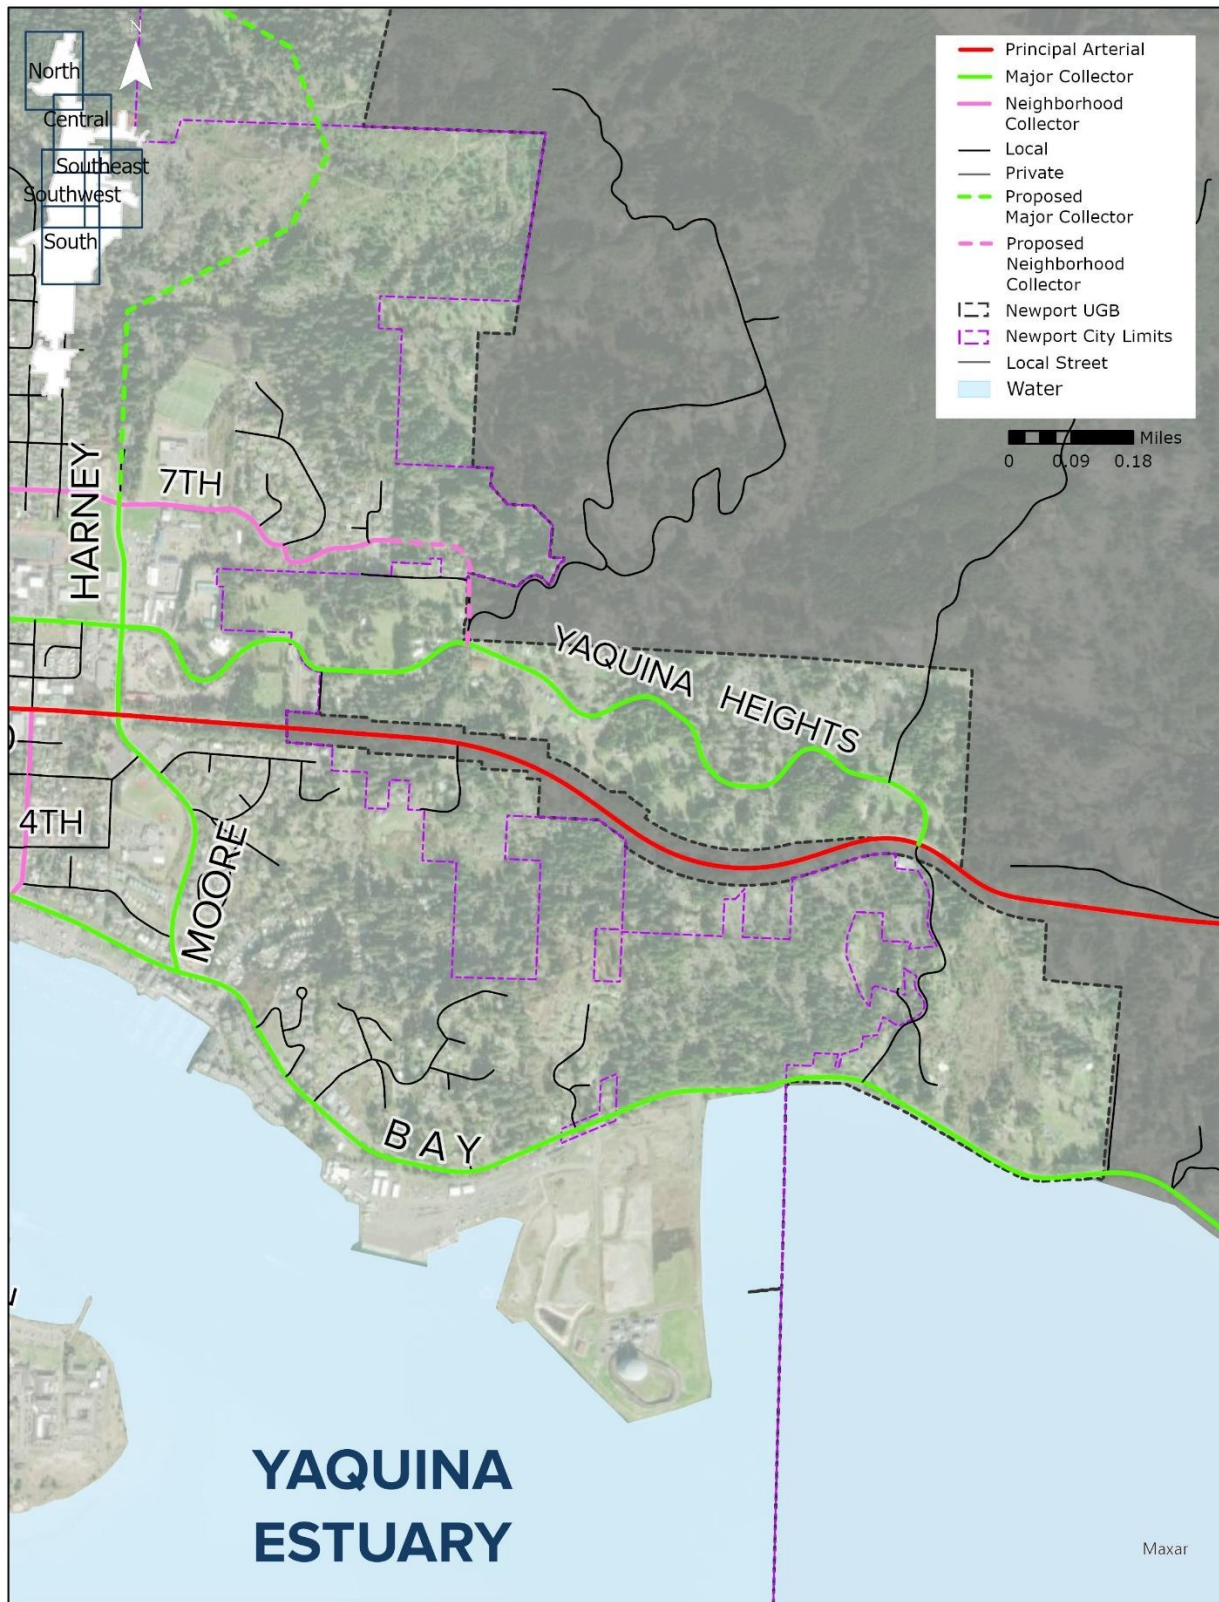 N
North
Central
Southeast
Southwest
South
Principal Arterial
Major Collector
Neighborhood
Collector
Local
Private
Proposed
Major Collector
Proposed
Neighborhood
Collector
Newport UGB
Newport City Limits
Local Street
Water
Miles
0 0.09 0.18
HARNEY
7TH
YAQUINA HEIGHTS
4TH
MOORE
BAY
YAQUINA
ESTUARY
Maxar